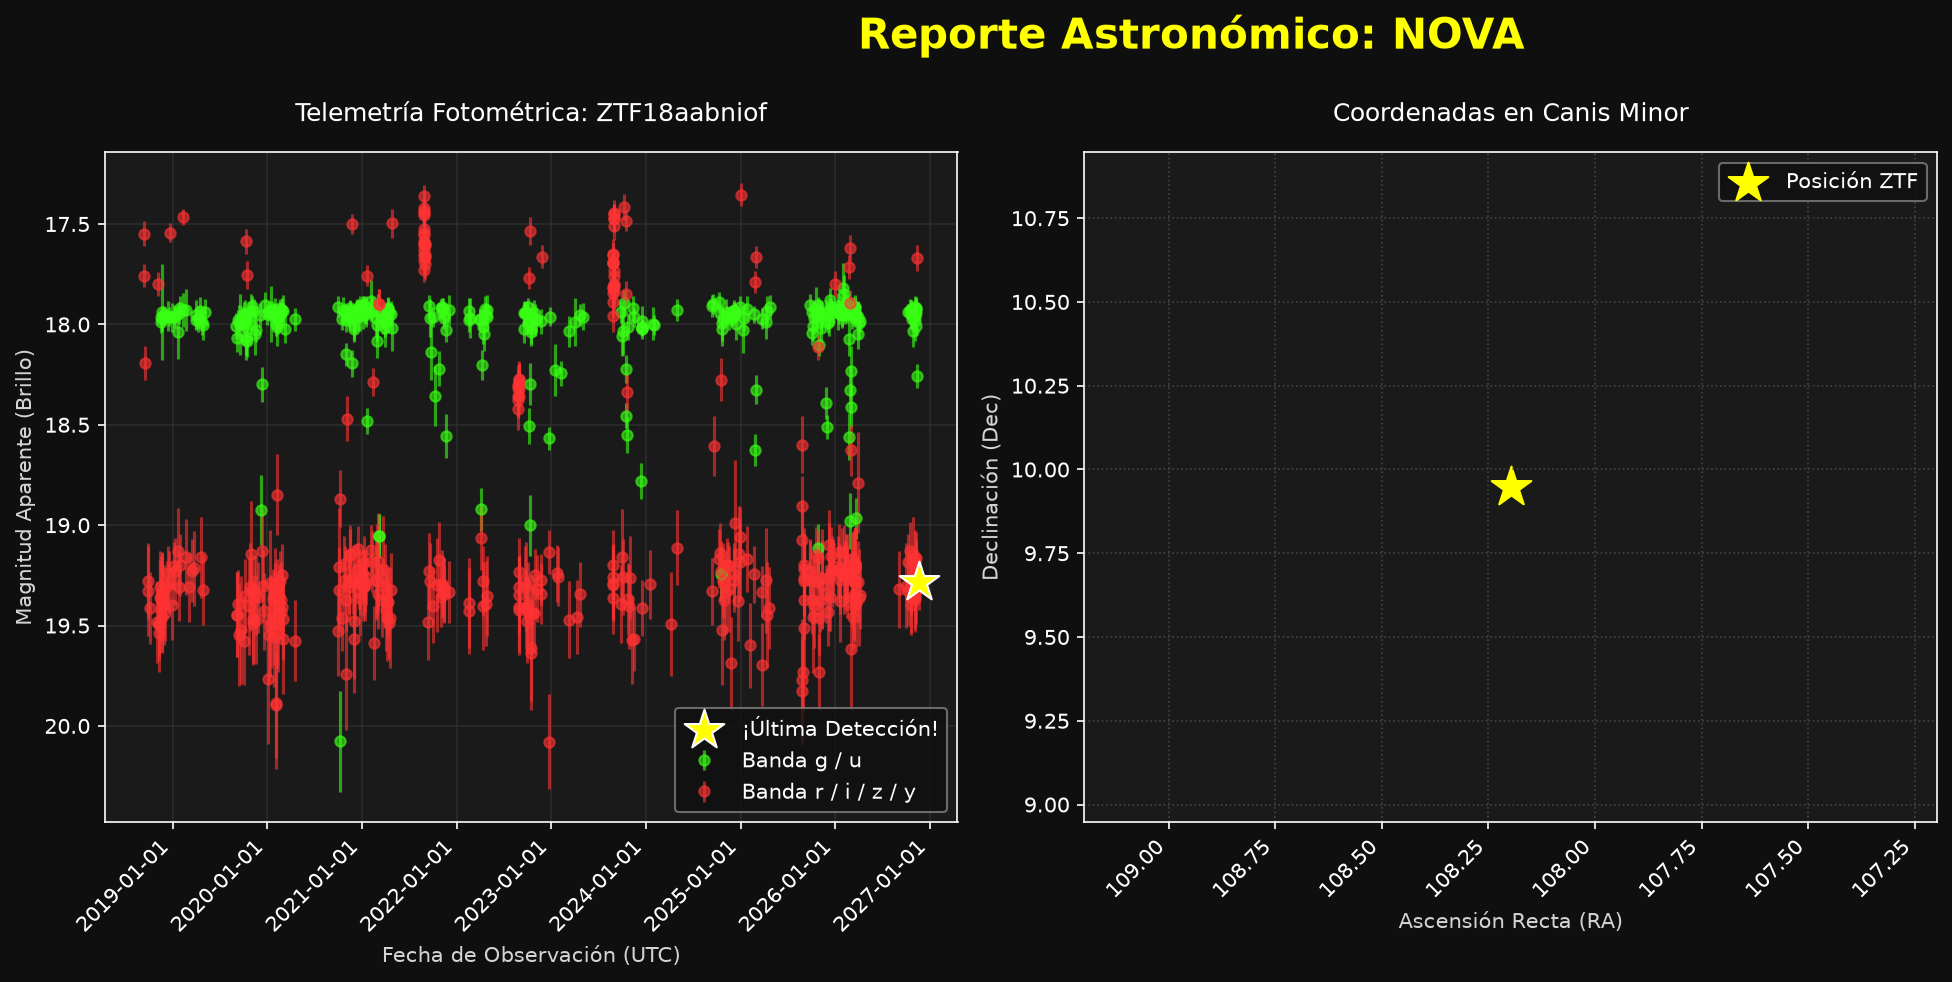 Reporte Astronómico: NOVA
Telemetría Fotométrica: ZTF18aabniof
Magnitud Aparente (Brillo)
17.5
18.0
18.5
19.0
19.5
20.0
¡Última Detección!
Banda g / u
Banda r / i / z / y
2019-01-01
2020-01-01
2021-01-01
2022-01-01
2023-01-01
2024-01-01
2025-01-01
2026-01-01
2027-01-01
Fecha de Observación (UTC)
Coordenadas en Canis Minor
Declinación (Dec)
10.75
10.50
10.25
10.00
9.75
9.50
9.25
9.00
Posición ZTF
109.00
108.75
108.50
108.25
108.00
107.75
107.50
107.25
Ascensión Recta (RA)